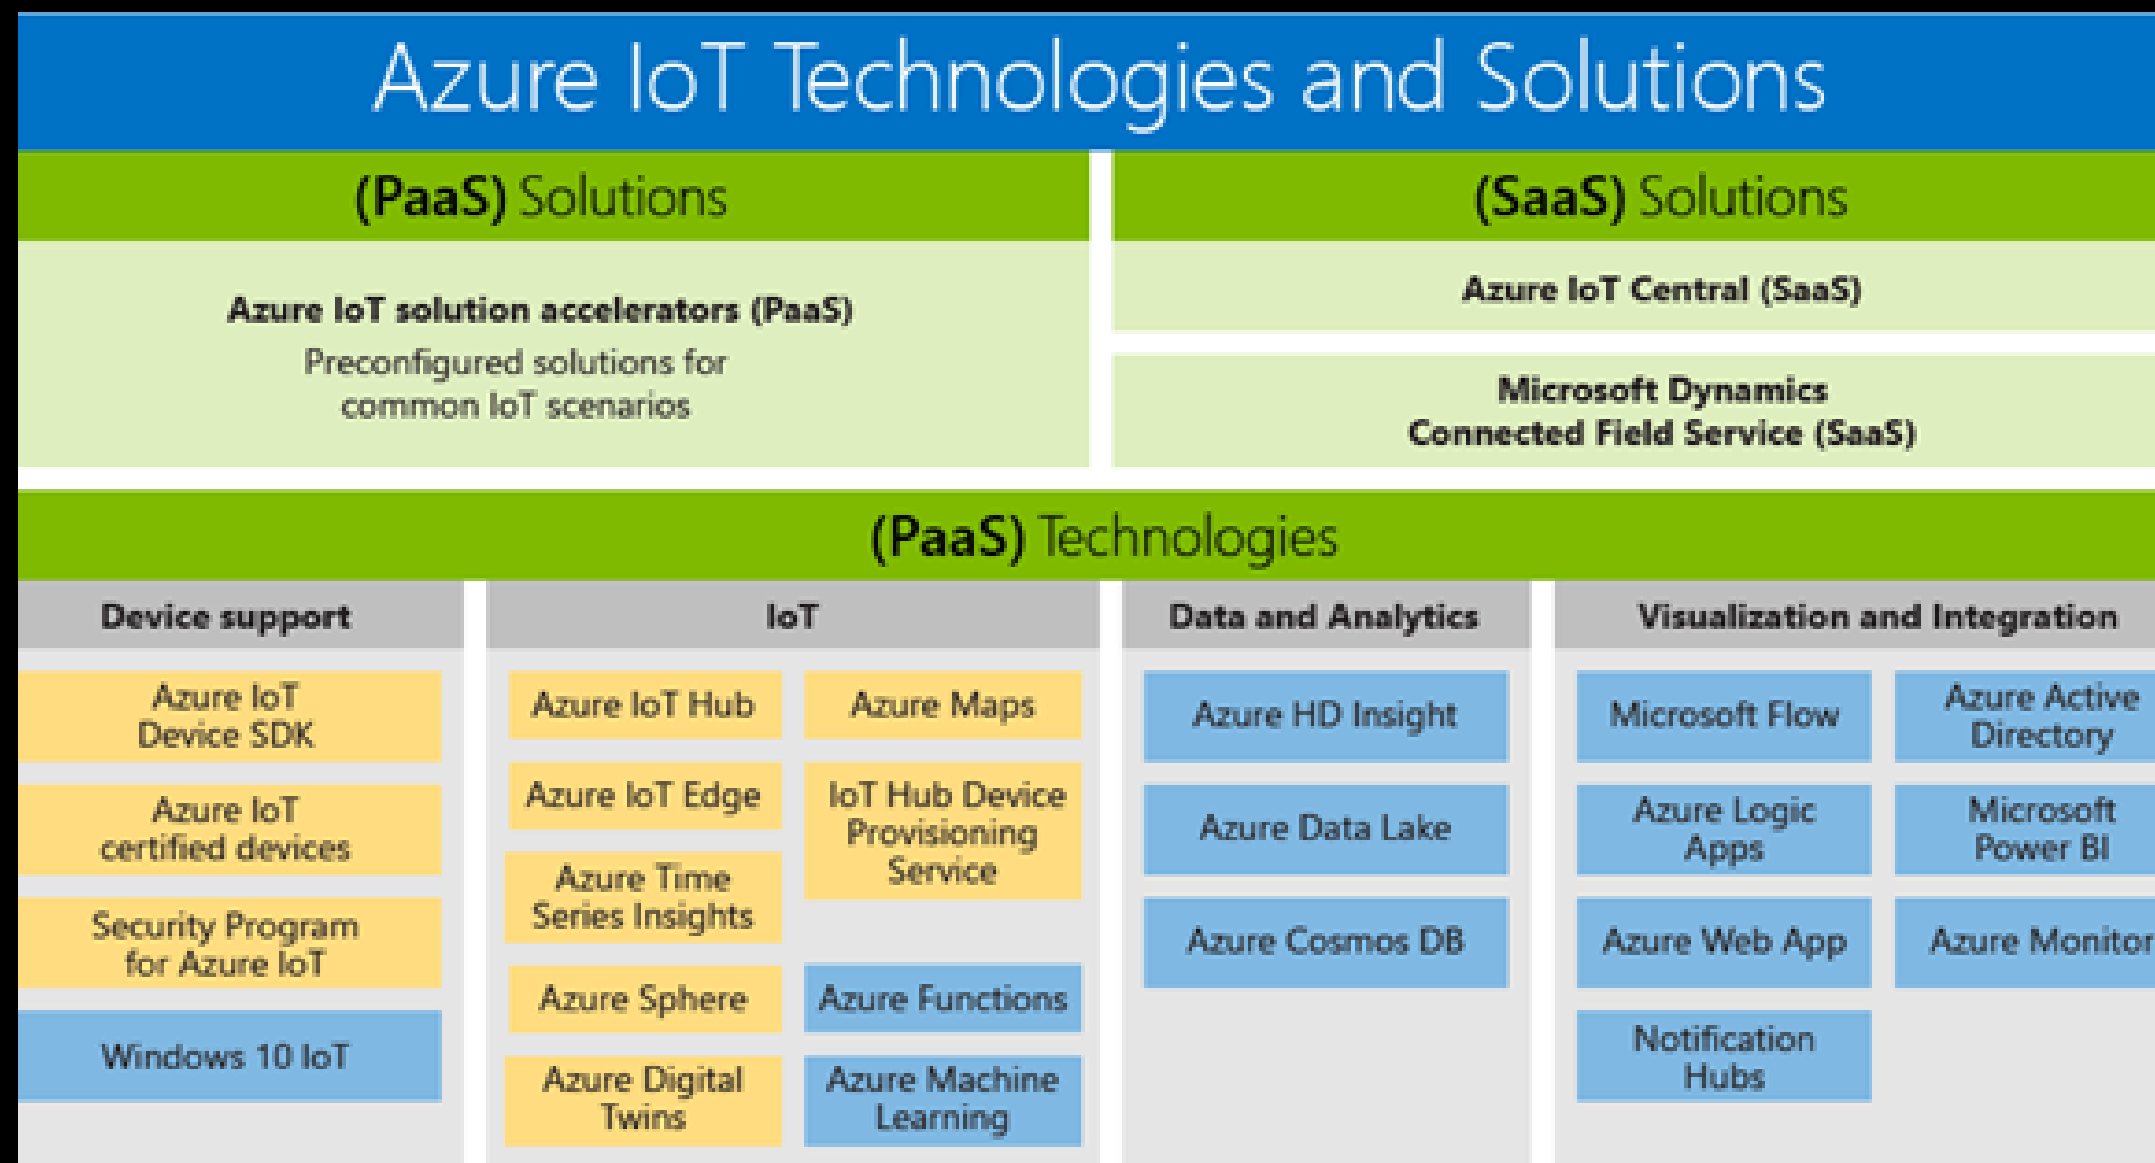 Azure IoT Technologies and Solutions
(PaaS) Solutions
(SaaS) Solutions
Azure IoT solution accelerators (PaaS)
Preconfigured solutions for
common IoT scenarios
Azure IoT Central (SaaS)
Microsoft Dynamics
Connected Field Service (SaaS)
(PaaS) Technologies
Device support
Azure IoT
Device SDK
Azure IoT
certified devices
Security Program
for Azure IoT
Windows 10 IoT
IoT
Azure IoT Hub
Azure IoT Edge
Azure Time
Series Insights
Azure Sphere
Azure Digital
Twins
Azure Maps
IoT Hub Device
Provisioning
Service
Azure Functions
Azure Machine
Learning
Data and Analytics
Azure HD Insight
Azure Data Lake
Azure Cosmos DB
Visualization and Integration
Microsoft Flow
Azure Logic
Apps
Azure Web App
Notification
Hubs
Azure Active
Directory
Microsoft
Power BI
Azure Monitor